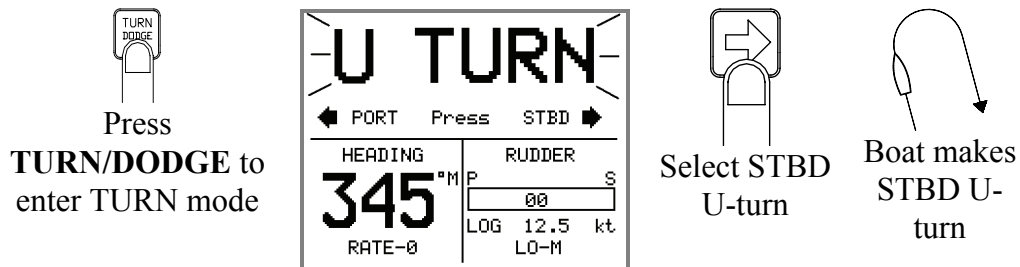 TURN
DODGE
Press
TURN/DODGE to
enter TURN mode
U TURN
PORT Press STBD
HEADING
345°M
RATE-0
RUDDER
P S
00
LOG 12.5 kt
LO-M
Select STBD
U-turn
Boat makes
STBD U-
turn